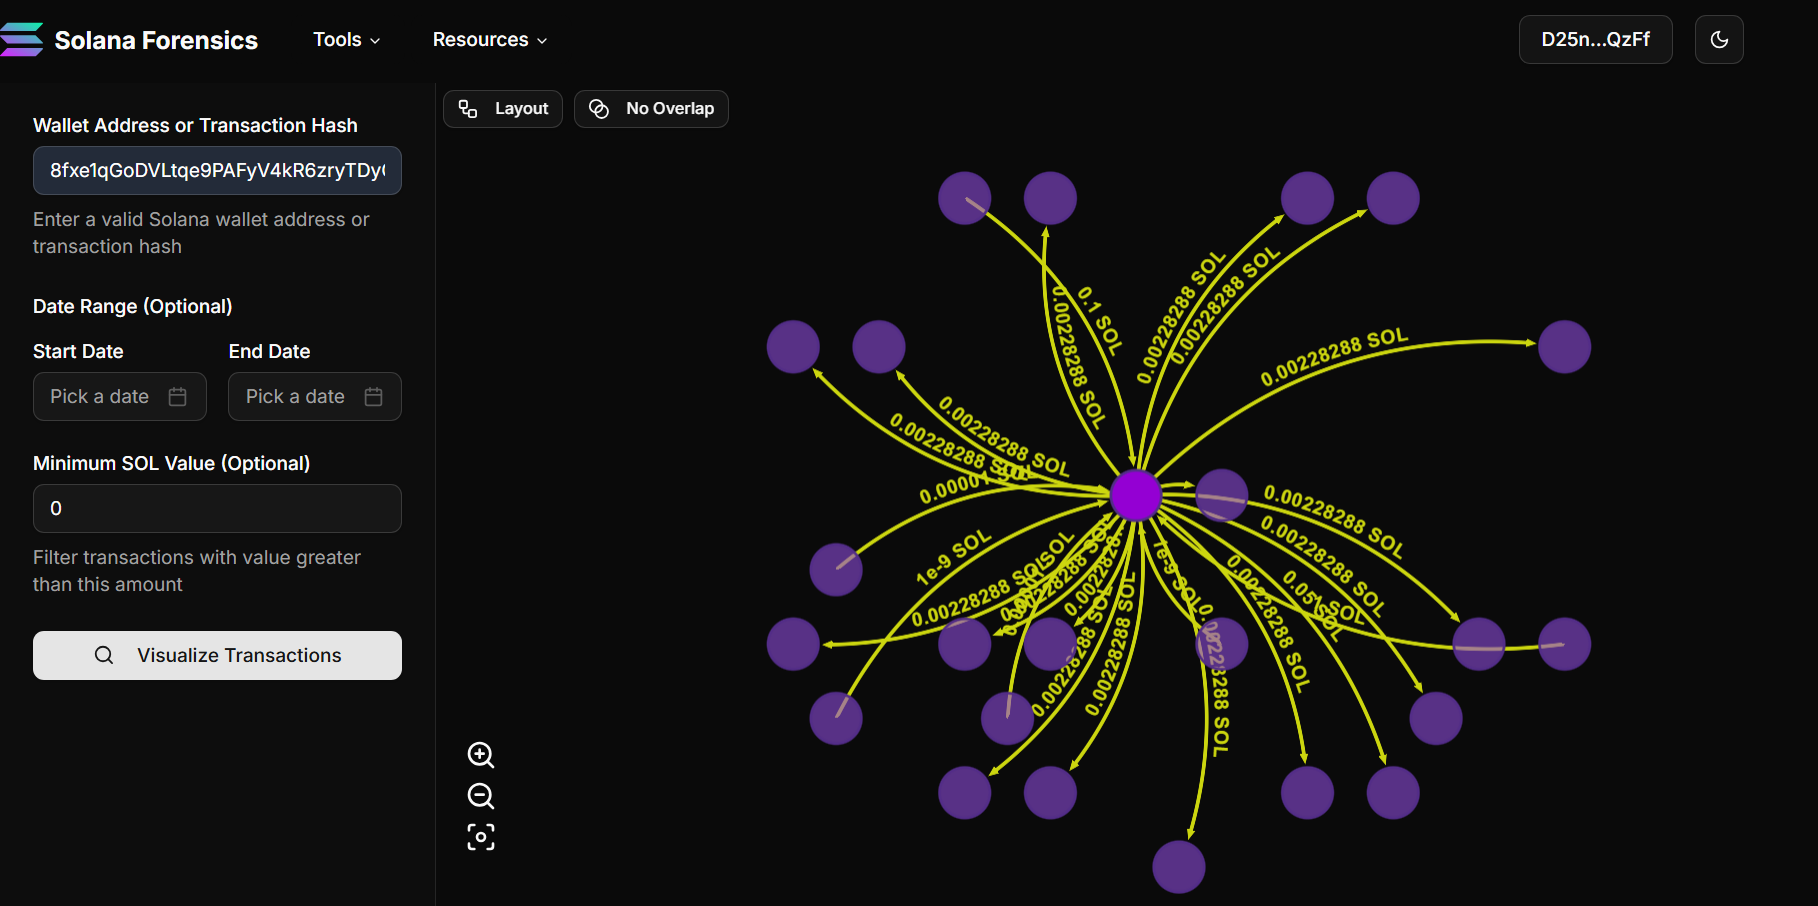 Solana Forensics
Tools
Resources
D25n...QzFf
Wallet Address or Transaction Hash
8fxe1qGoDVLtqe9PAFyV4kR6zryTDy
Enter a valid Solana wallet address or
transaction hash
Date Range (Optional)
Start Date
End Date
Pick a date
Pick a date
Minimum SOL Value (Optional)
0
Filter transactions with value greater
than this amount
Visualize Transactions
Layout
No Overlap
0.1 SOL
0.00228288 SOL
0.00228288 SOL
0.00228288 SOL
0.00228288 SOL
0.00228288 SOL
0.00228288 SOL
0.00001
1e-9 SOL
0.00228288 SOL
0.00228288 SOL
0.0022828
0.00228288 SOL
0.00228288 SOL
1e-9 SOL
0.00228288 SOL
0.00228288 SOL
0.00228288 SOL
0.00228288 SOL
SOL